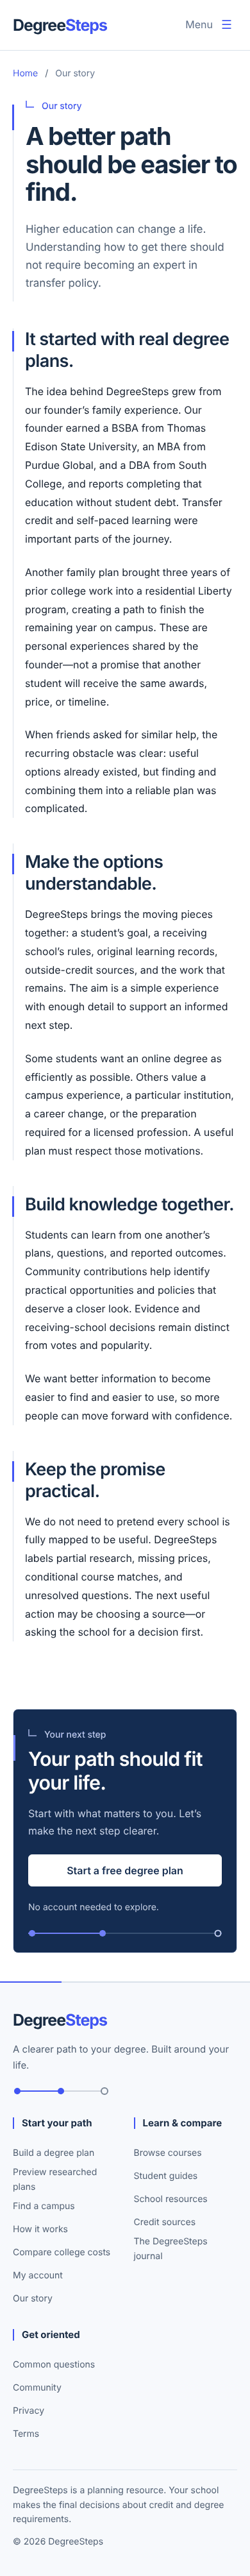 DegreeSteps
Menu ☰
Home / Our story
Our story
A better path
should be easier to
find.
Higher education can change a life.
Understanding how to get there should
not require becoming an expert in
transfer policy.
It started with real degree
plans.
The idea behind DegreeSteps grew from
our founder’s family experience. Our
founder earned a BSBA from Thomas
Edison State University, an MBA from
Purdue Global, and a DBA from South
College, and reports completing that
education without student debt. Transfer
credit and self-paced learning were
important parts of the journey.
Another family plan brought three years of
prior college work into a residential Liberty
program, creating a path to finish the
remaining year on campus. These are
personal experiences shared by the
founder—not a promise that another
student will receive the same awards,
price, or timeline.
When friends asked for similar help, the
recurring obstacle was clear: useful
options already existed, but finding and
combining them into a reliable plan was
complicated.
Make the options
understandable.
DegreeSteps brings the moving pieces
together: a student’s goal, a receiving
school’s rules, original learning records,
outside-credit sources, and the work that
remains. The aim is a simple experience
with enough detail to support an informed
next step.
Some students want an online degree as
efficiently as possible. Others value a
campus experience, a particular institution,
a career change, or the preparation
required for a licensed profession. A useful
plan must respect those motivations.
Build knowledge together.
Students can learn from one another’s
plans, questions, and reported outcomes.
Community contributions help identify
practical opportunities and policies that
deserve a closer look. Evidence and
receiving-school decisions remain distinct
from votes and popularity.
We want better information to become
easier to find and easier to use, so more
people can move forward with confidence.
Keep the promise
practical.
We do not need to pretend every school is
fully mapped to be useful. DegreeSteps
labels partial research, missing prices,
conditional course matches, and
unresolved questions. The next useful
action may be choosing a source—or
asking the school for a decision first.
Your next step
Your path should fit
your life.
Start with what matters to you. Let’s
make the next step clearer.
Start a free degree plan
No account needed to explore.
DegreeSteps
A clearer path to your degree. Built around your
life.
Start your path
Build a degree plan
Preview researched
plans
Find a campus
How it works
Compare college costs
My account
Our story
Learn & compare
Browse courses
Student guides
School resources
Credit sources
The DegreeSteps
journal
Get oriented
Common questions
Community
Privacy
Terms
DegreeSteps is a planning resource. Your school
makes the final decisions about credit and degree
requirements.
© 2026 DegreeSteps